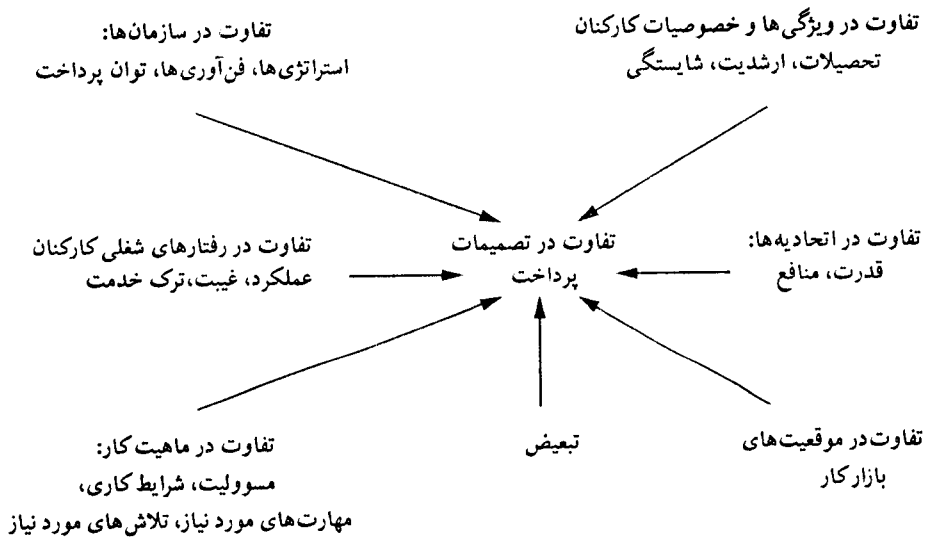 تفاوت در ویژگی‌ها و خصوصیات کارکنان
تحصیلات، ارشدیت، شایستگی
تفاوت در سازمان‌ها:
استراتژی‌ها، فن‌آوری‌ها، توان پرداخت
تفاوت در اتحادیه‌ها:
قدرت، منافع
تفاوت در تصمیمات
پرداخت
تفاوت در رفتارهای شغلی کارکنان
عملکرد، غیبت، ترک خدمت
تفاوت در موقعیت‌های
بازار کار
تبعیض
تفاوت در ماهیت کار:
مسوولیت، شرایط کاری،
مهارت‌های مورد نیاز، تلاش‌های مورد نیاز